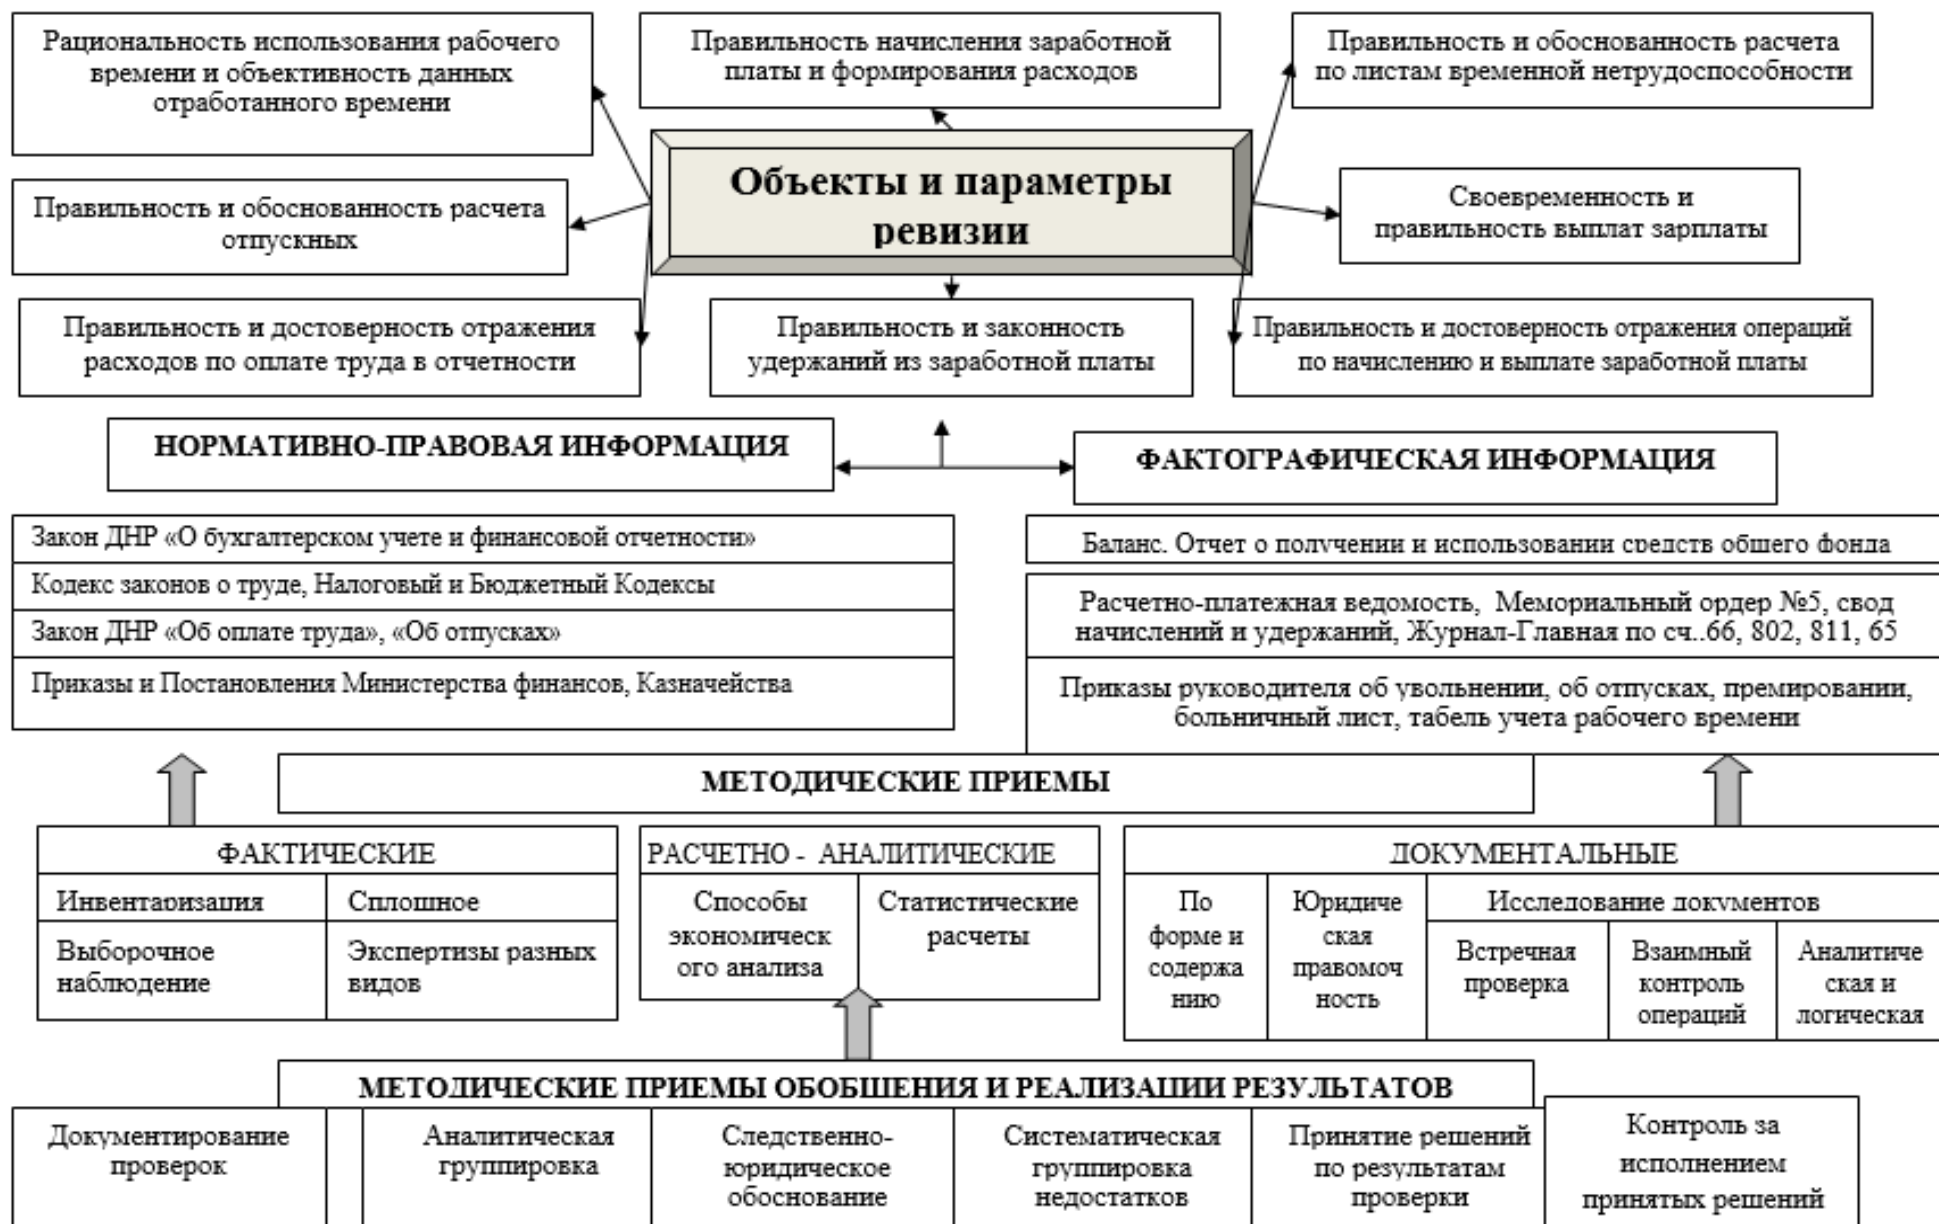 Рациональность использования рабочего
времени и объективность данных
отработанного времени
Правильность начисления заработной
платы и формирования расходов
Правильность и обоснованность расчета
по листам временной нетрудоспособности
Объекты и параметры
ревизии
Правильность и обоснованность расчета
отпускных
Своевременность и
правильность выплат зарплаты
Правильность и достоверность отражения
расходов по оплате труда в отчетности
Правильность и законность
удержаний из заработной платы
Правильность и достоверность отражения операций
по начислению и выплате заработной платы
НОРМАТИВНО-ПРАВОВАЯ ИНФОРМАЦИЯ
ФАКТОГРАФИЧЕСКАЯ ИНФОРМАЦИЯ
Закон ДНР «О бухгалтерском учете и финансовой отчетности»
Кодекс законов о труде, Налоговый и Бюджетный Кодексы
Закон ДНР «Об оплате труда», «Об отпусках»
Приказы и Постановления Министерства финансов, Казначейства
Баланс. Отчет о получении и использовании средств общего фонда
Расчетно-платежная ведомость, Мемориальный ордер №5, свод
начислений и удержаний, Журнал-Главная по сч..66, 802, 811, 65
Приказы руководителя об увольнении, об отпусках, премировании,
больничный лист, табель учета рабочего времени
МЕТОДИЧЕСКИЕ ПРИЕМЫ
ФАКТИЧЕСКИЕ
Инвентаризация
Сплошное
Выборочное
наблюдение
Экспертизы разных
видов
РАСЧЕТНО - АНАЛИТИЧЕСКИЕ
Способы
экономическ
ого анализа
Статистические
расчеты
ДОКУМЕНТАЛЬНЫЕ
По
форме и
содержа
нию
Юридиче
ская
правомоч
ность
Исследование документов
Встречная
проверка
Взаимный
контроль
операций
Аналитиче
ская и
логическая
МЕТОДИЧЕСКИЕ ПРИЕМЫ ОБОБЩЕНИЯ И РЕАЛИЗАЦИИ РЕЗУЛЬТАТОВ
Документирование
проверок
Аналитическая
группировка
Следственно-
юридическое
обоснование
Систематическая
группировка
недостатков
Принятие решений
по результатам
проверки
Контроль за
исполнением
принятых решений